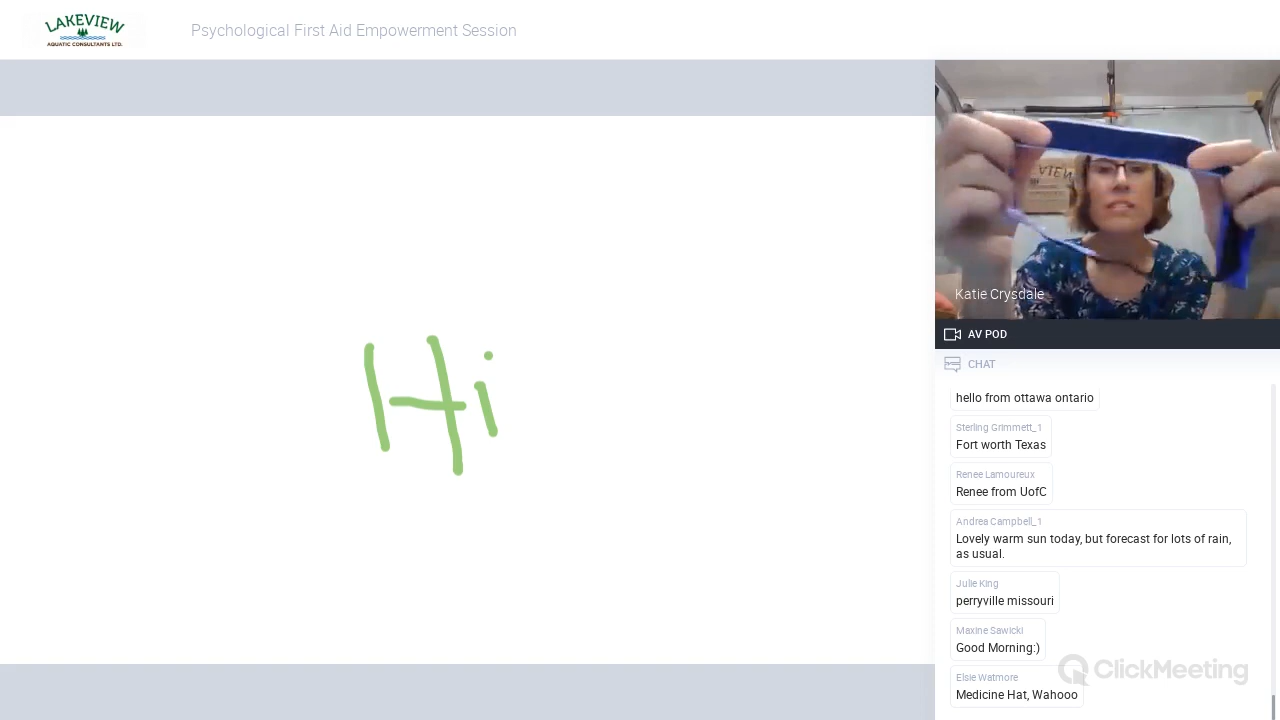 LAKEVIEW
AQUATIC CONSULTANTS LTD.
Psychological First Aid Empowerment Session
Hi
Katie Crysdale
AV POD
CHAT
hello from ottawa ontario
Sterling Grimmett_1
Fort worth Texas
Renee Lamoureux
Renee from UofC
Andrea Campbell_1
Lovely warm sun today, but forecast for lots of rain,
as usual.
Julie King
perryville missouri
Maxine Sawicki
Good Morning:)
Elsie Watmore
Medicine Hat, Wahooo
ClickMeeting